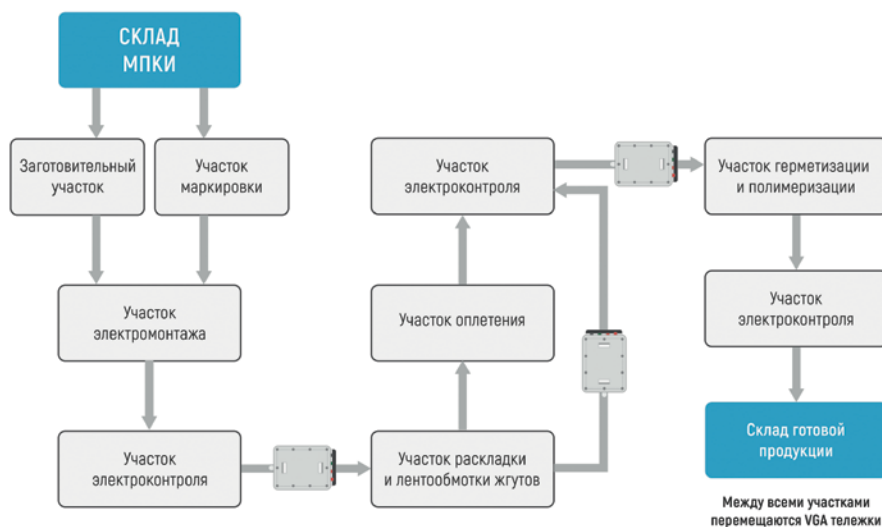 СКЛАД
МПКИ
Заготовительный
участок
Участок
маркировки
Участок
электромонтажа
Участок
электроконтроля
Участок раскладки
и лентообмотки жгутов
Участок оплетения
Участок
электроконтроля
Участок герметизации
и полимеризации
Участок
электроконтроля
Склад готовой
продукции
Между всеми участками
перемещаются VGA тележки